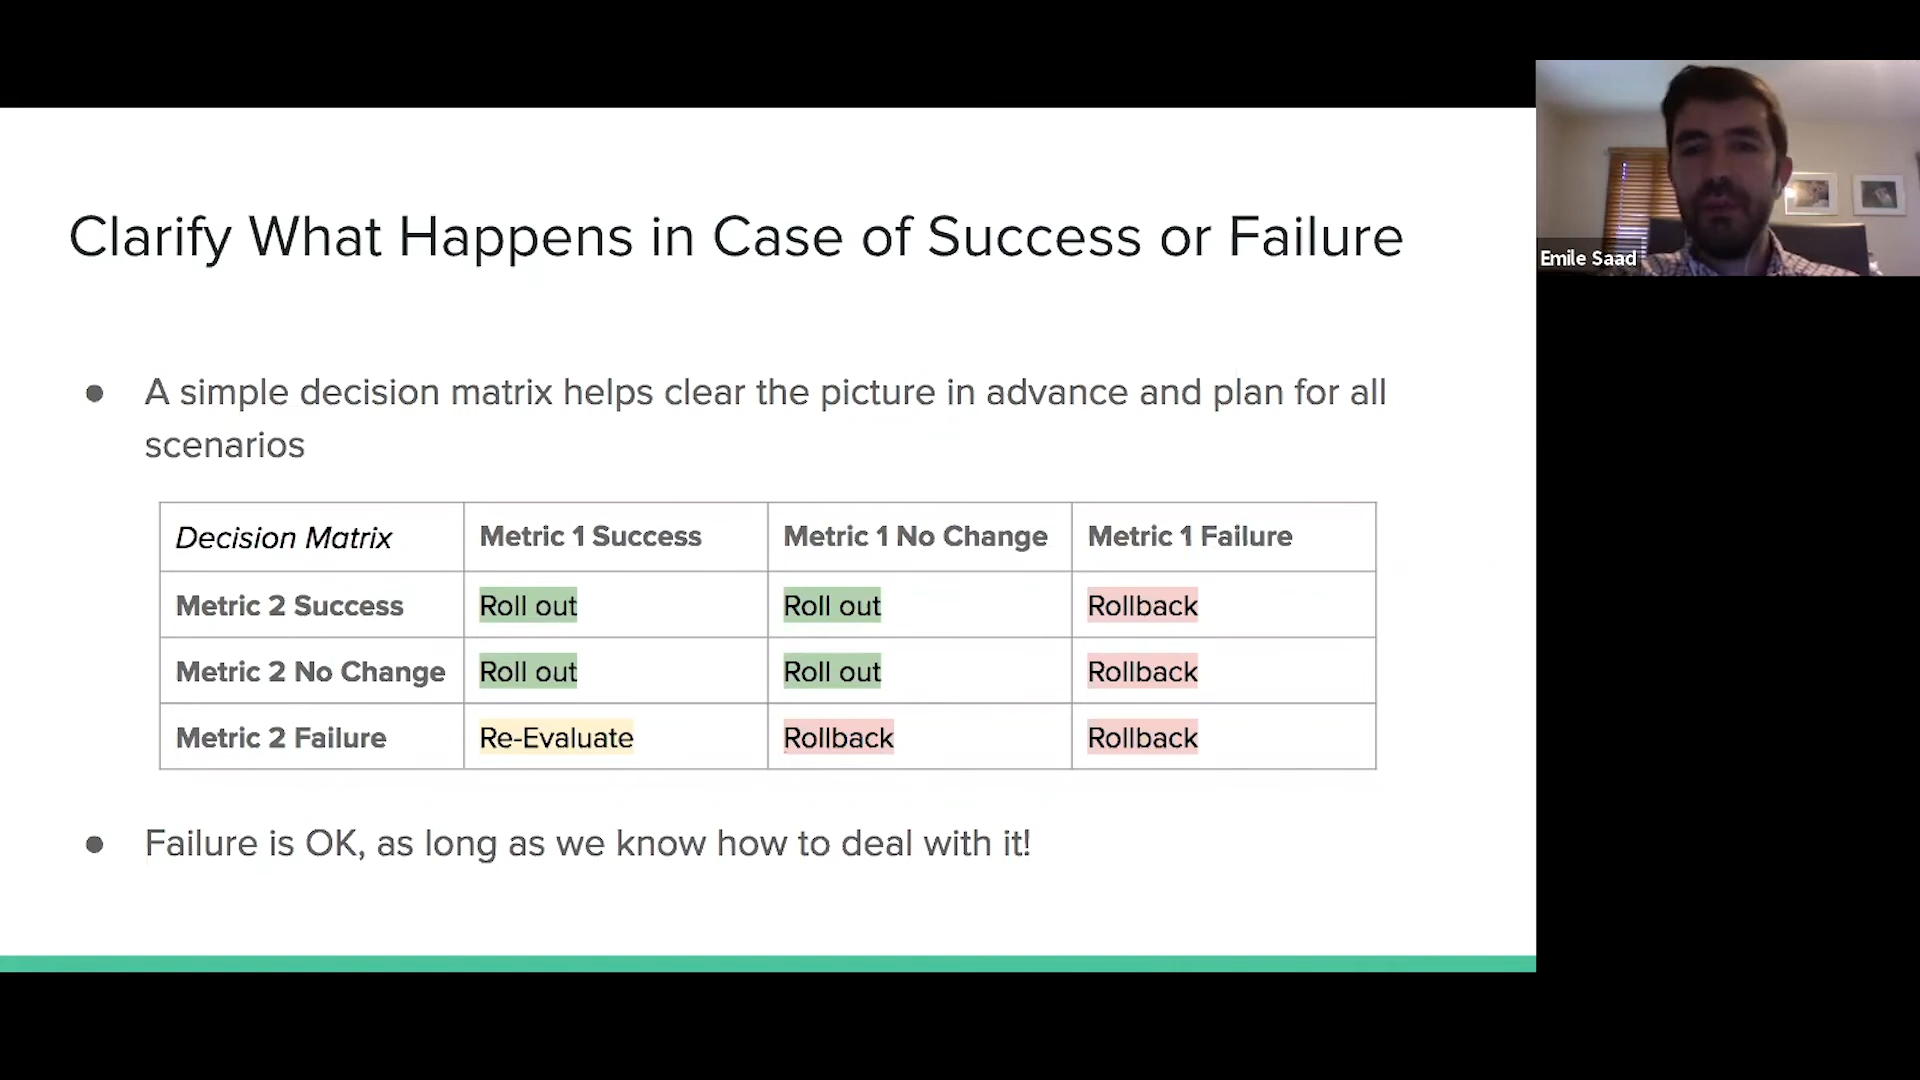 Clarify What Happens in Case of Success or Failure
Emile Saad
● A simple decision matrix helps clear the picture in advance and plan for all
scenarios
Decision Matrix Metric 1 Success Metric 1 No Change Metric 1 Failure
Metric 2 Success Roll out Roll out Rollback
Metric 2 No Change Roll out Roll out Rollback
Metric 2 Failure Re-Evaluate Rollback Rollback
● Failure is OK, as long as we know how to deal with it!